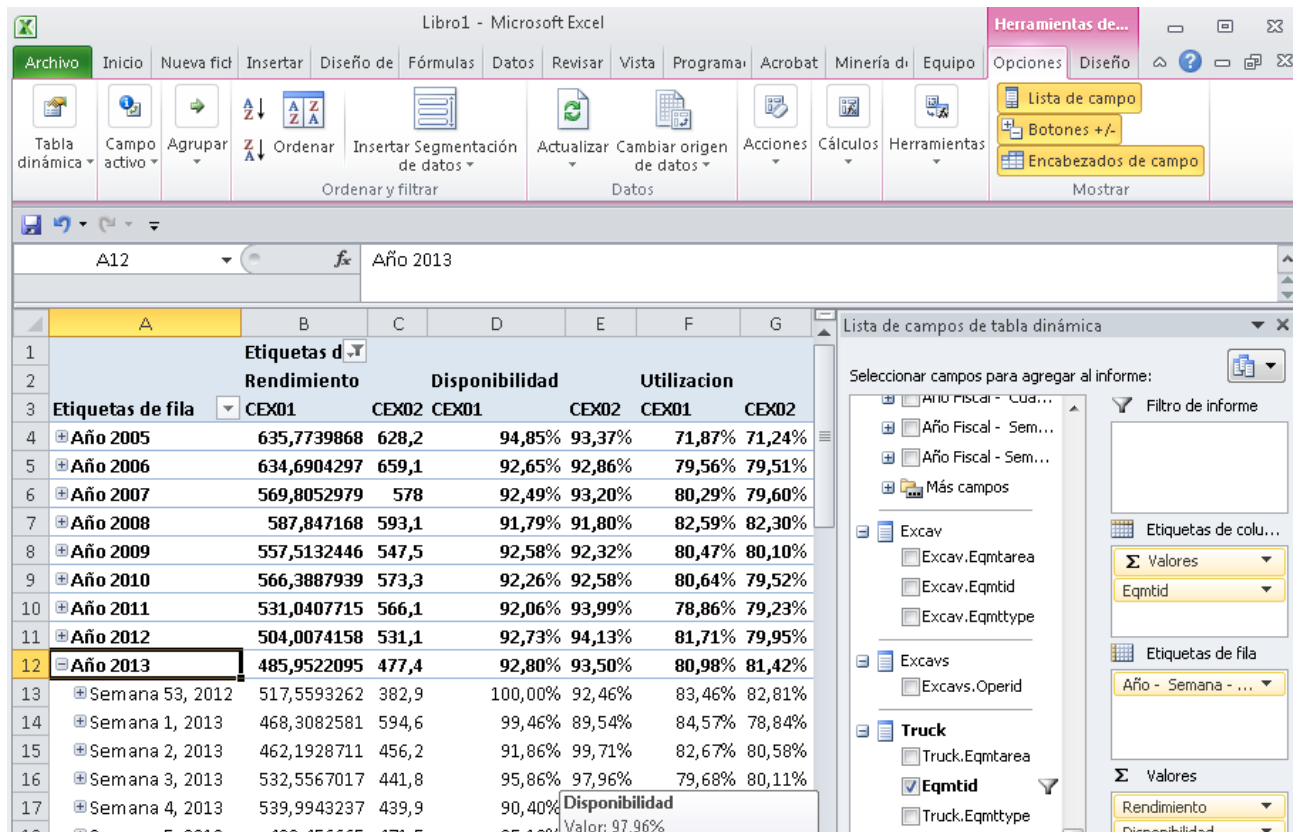 Libro1 - Microsoft Excel
Herramientas de...
Archivo Inicio Nueva fich Insertar Diseño de Fórmulas Datos Revisar Vista Programa Acrobat Minería d Equipo Opciones Diseño
Tabla dinámica
Campo activo
Agrupar
Ordenar
Insertar Segmentación de datos
Ordenar y filtrar
Actualizar
Cambiar origen de datos
Datos
Acciones
Cálculos
Herramientas
Lista de campo
Botones +/-
Encabezados de campo
Mostrar
A12 fx Año 2013
A B C D E F G
1 Etiquetas d
2 Rendimiento Disponibilidad Utilizacion
3 Etiquetas de fila CEX01 CEX02 CEX01 CEX02 CEX01 CEX02
4 Año 2005 635,7739868 628,2 94,85% 93,37% 71,87% 71,24%
5 Año 2006 634,6904297 659,1 92,65% 92,86% 79,56% 79,51%
6 Año 2007 569,8052979 578 92,49% 93,20% 80,29% 79,60%
7 Año 2008 587,847168 593,1 91,79% 91,80% 82,59% 82,30%
8 Año 2009 557,5132446 547,5 92,58% 92,32% 80,47% 80,10%
9 Año 2010 566,3887939 573,3 92,26% 92,58% 80,64% 79,52%
10 Año 2011 531,0407715 566,1 92,06% 93,99% 78,86% 79,23%
11 Año 2012 504,0074158 531,1 92,73% 94,13% 81,71% 79,95%
12 Año 2013 485,9522095 477,4 92,80% 93,50% 80,98% 81,42%
13 Semana 53, 2012 517,5593262 382,9 100,00% 92,46% 83,46% 82,81%
14 Semana 1, 2013 468,3082581 594,6 99,46% 89,54% 84,57% 78,84%
15 Semana 2, 2013 462,1928711 456,2 91,86% 99,71% 82,67% 80,58%
16 Semana 3, 2013 532,5567017 441,8 95,86% 97,96% 79,68% 80,11%
17 Semana 4, 2013 539,9943237 439,9 90,40%
Disponibilidad
Valor: 97,96%
Lista de campos de tabla dinámica
Seleccionar campos para agregar al informe:
Año Fiscal - Cua...
Año Fiscal - Sem...
Año Fiscal - Sem...
Más campos
Excav
Excav.Eqmtarea
Excav.Eqmtid
Excav.Eqmttype
Excavs
Excavs.Operid
Truck
Truck.Eqmtarea
Eqmtid
Truck.Eqmttype
Filtro de informe
Etiquetas de colu...
Σ Valores
Eqmtid
Etiquetas de fila
Año - Semana - ...
Σ Valores
Rendimiento
Disponibilidad